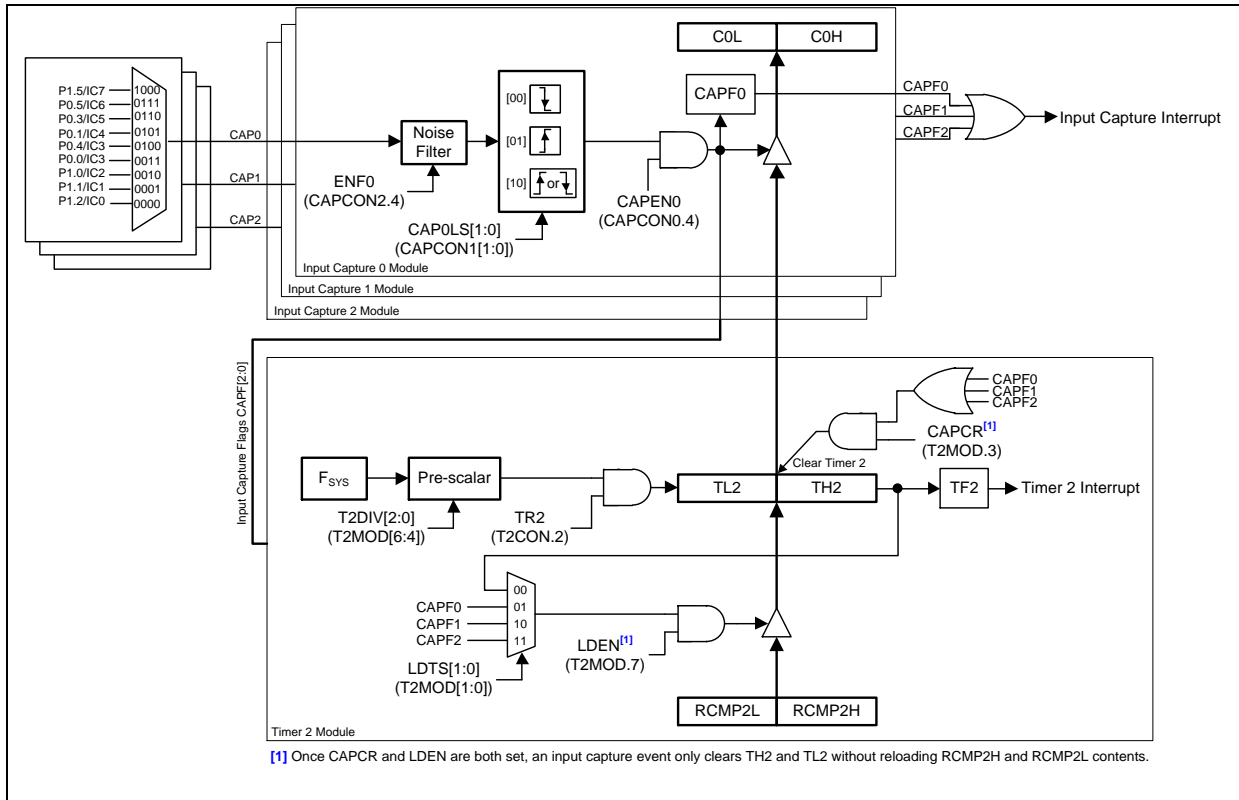 C0L
C0H
P1.5/IC7
P0.5/IC6
P0.3/IC5
P0.1/IC4
P0.4/IC3
P0.0/IC3
P1.0/IC2
P1.1/IC1
P1.2/IC0
1000
0111
0110
0101
0100
0011
0010
0001
0000
CAP0
CAP1
CAP2
Noise
Filter
ENF0
(CAPCON2.4)
[00]
[01]
[10]
or
CAP0LS[1:0]
(CAPCON1[1:0])
CAPEN0
(CAPCON0.4)
CAPF0
CAPF0
CAPF1
CAPF2
Input Capture Interrupt
Input Capture 0 Module
Input Capture 1 Module
Input Capture 2 Module
Input Capture Flags CAPF[2:0]
CAPF0
CAPF1
CAPF2
CAPCR[1]
(T2MOD.3)
Clear Timer 2
FSYS
Pre-scalar
T2DIV[2:0]
(T2MOD[6:4])
TR2
(T2CON.2)
TL2
TH2
TF2
Timer 2 Interrupt
00
01
10
11
CAPF0
CAPF1
CAPF2
LDTS[1:0]
(T2MOD[1:0])
LDEN[1]
(T2MOD.7)
RCMP2L
RCMP2H
Timer 2 Module
[1] Once CAPCR and LDEN are both set, an input capture event only clears TH2 and TL2 without reloading RCMP2H and RCMP2L contents.